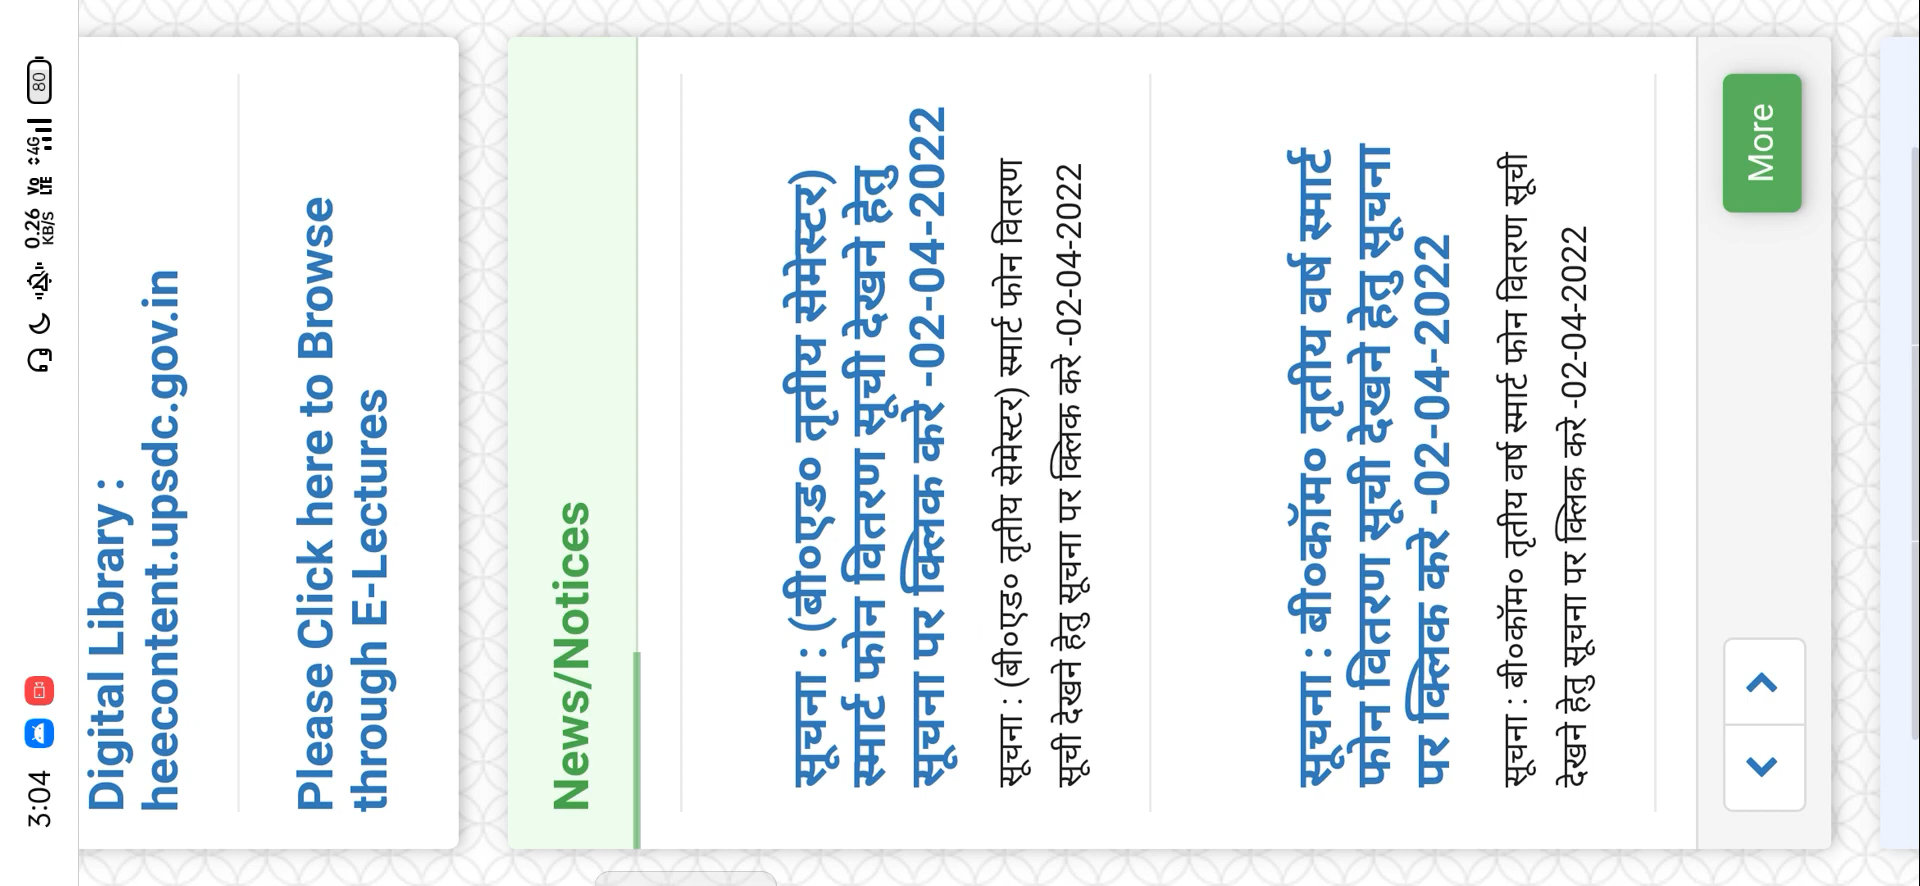 3:04
0.26 KB/S
Vo LTE
4G
80
Digital Library :
heecontent.upsdc.gov.in
Please Click here to Browse
through E-Lectures
News/Notices
सूचना : (बी०एड० तृतीय सेमेस्टर)
स्मार्ट फोन वितरण सूची देखने हेतु
सूचना पर क्लिक करे -02-04-2022
सूचना : (बी०एड० तृतीय सेमेस्टर) स्मार्ट फोन वितरण
सूची देखने हेतु सूचना पर क्लिक करे -02-04-2022
सूचना : बी०कॉम० तृतीय वर्ष स्मार्ट
फोन वितरण सूची देखने हेतु सूचना
पर क्लिक करे -02-04-2022
सूचना : बी०कॉम० तृतीय वर्ष स्मार्ट फोन वितरण सूची
देखने हेतु सूचना पर क्लिक करे -02-04-2022
More